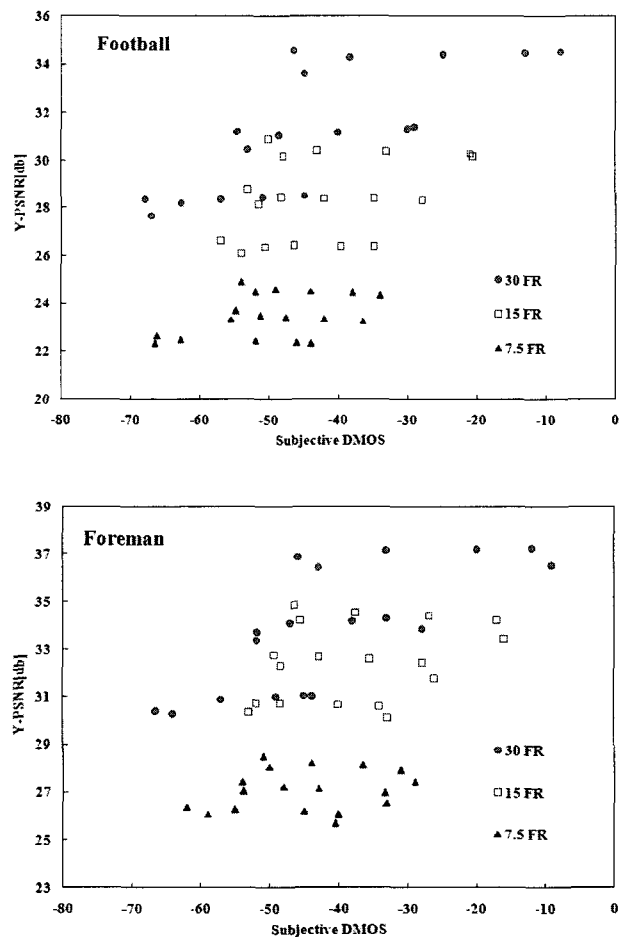 Football
36
34
32
30
28
26
24
22
20
Y-PSNR[db]
30 FR
15 FR
7.5 FR
-80 -70 -60 -50 -40 -30 -20 -10 0
Subjective DMOS
Foreman
39
37
35
33
31
29
27
25
23
Y-PSNR[db]
30 FR
15 FR
7.5 FR
-80 -70 -60 -50 -40 -30 -20 -10 0
Subjective DMOS